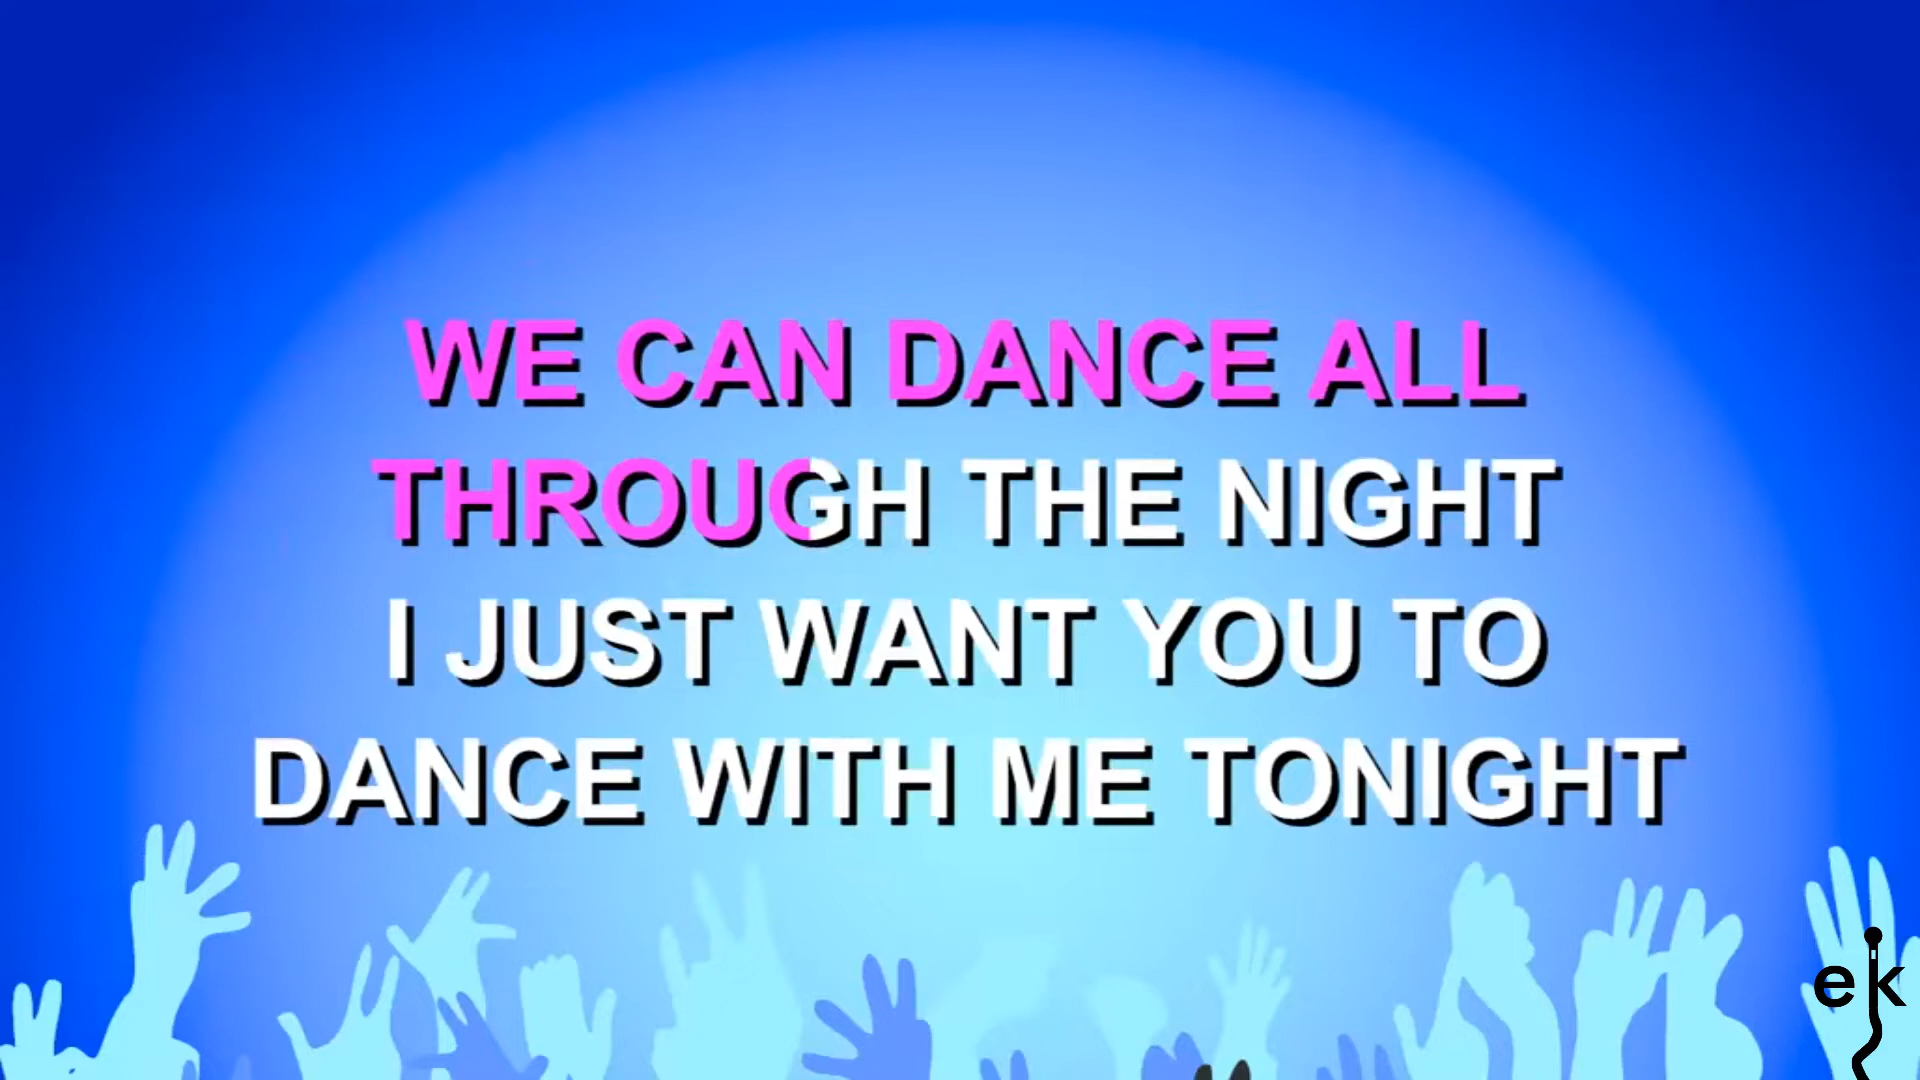 WE CAN DANCE ALL
THROUGH THE NIGHT
I JUST WANT YOU TO
DANCE WITH ME TONIGHT
ek